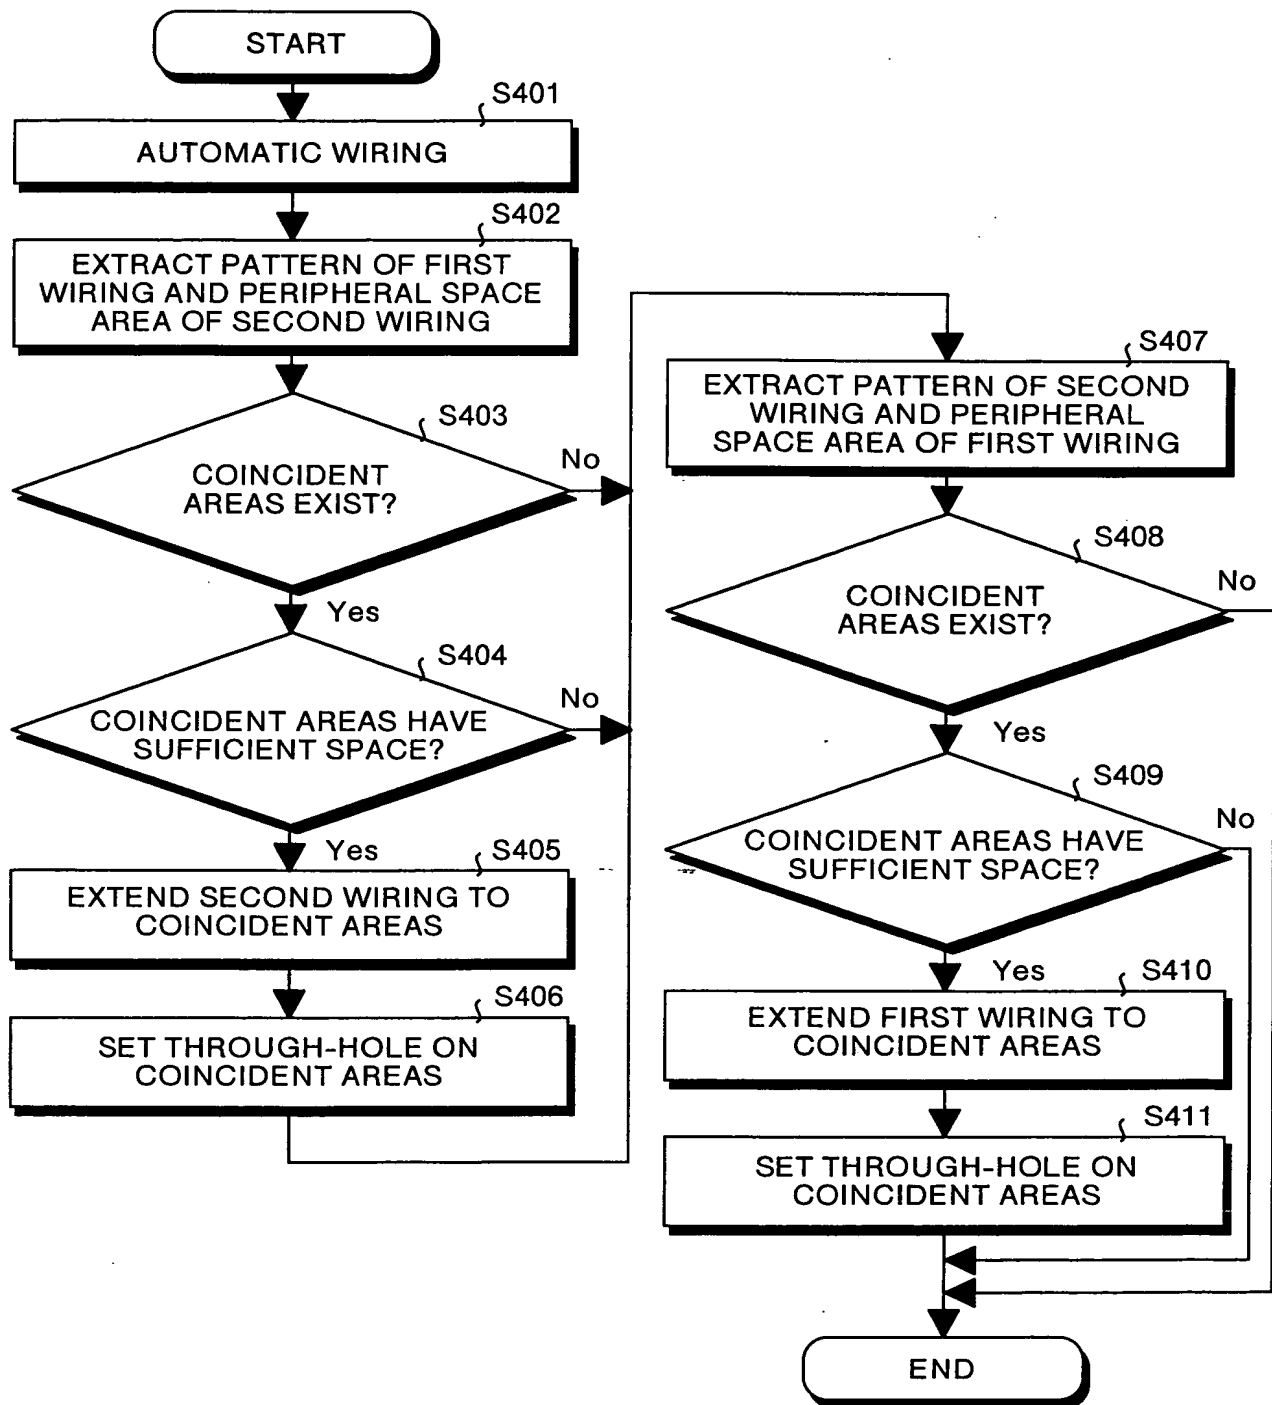 START
S401
AUTOMATIC WIRING
S402
EXTRACT PATTERN OF FIRST
WIRING AND PERIPHERAL SPACE
AREA OF SECOND WIRING
S403
COINCIDENT
AREAS EXIST?
No
Yes
S404
COINCIDENT AREAS HAVE
SUFFICIENT SPACE?
No
Yes
S405
EXTEND SECOND WIRING TO
COINCIDENT AREAS
S406
SET THROUGH-HOLE ON
COINCIDENT AREAS
S407
EXTRACT PATTERN OF SECOND
WIRING AND PERIPHERAL
SPACE AREA OF FIRST WIRING
S408
COINCIDENT
AREAS EXIST?
No
Yes
S409
COINCIDENT AREAS HAVE
SUFFICIENT SPACE?
No
Yes
S410
EXTEND FIRST WIRING TO
COINCIDENT AREAS
S411
SET THROUGH-HOLE ON
COINCIDENT AREAS
END